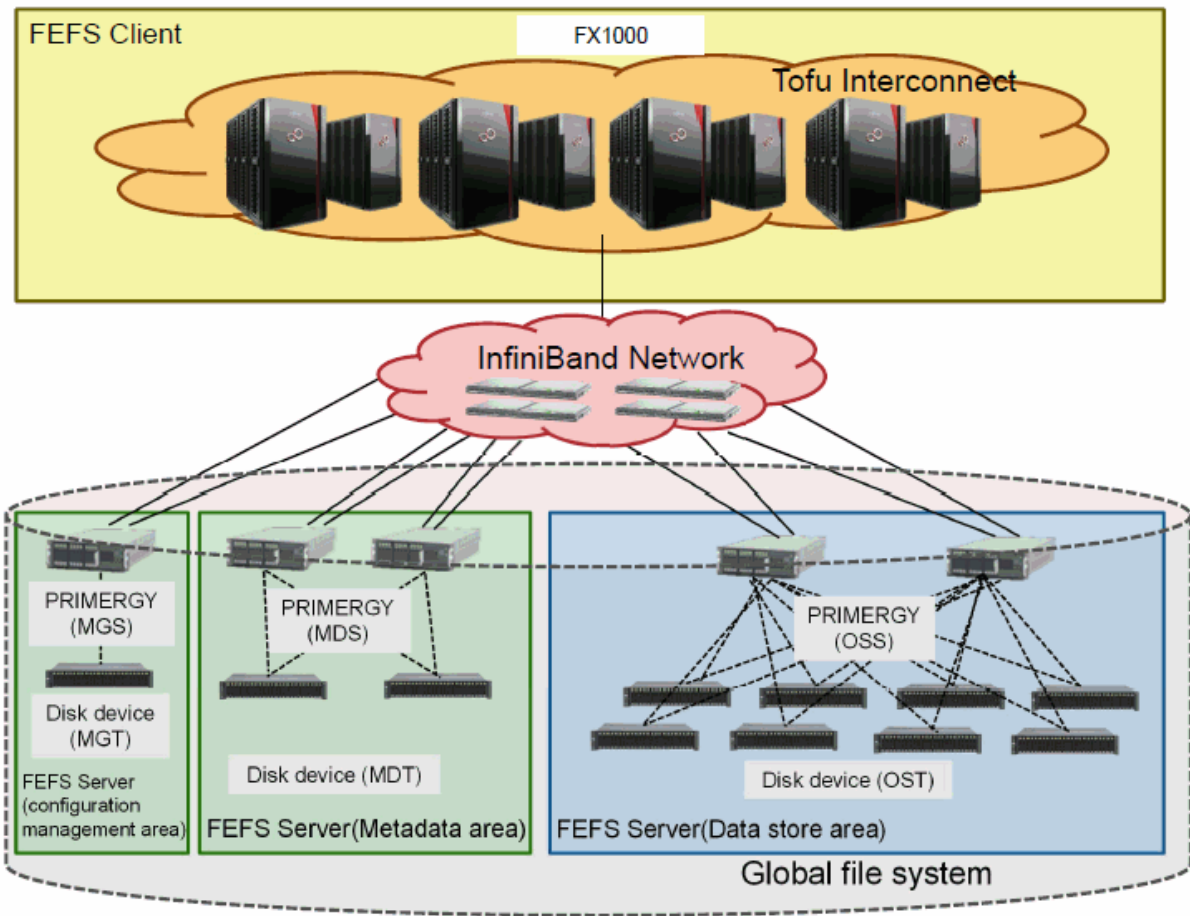 FEFS Client
FX1000
Tofu Interconnect
InfiniBand Network
PRIMERGY
(MGS)
Disk device
(MGT)
FEFS Server
(configuration
management area)
PRIMERGY
(MDS)
Disk device (MDT)
FEFS Server(Metadata area)
PRIMERGY
(OSS)
Disk device (OST)
FEFS Server(Data store area)
Global file system